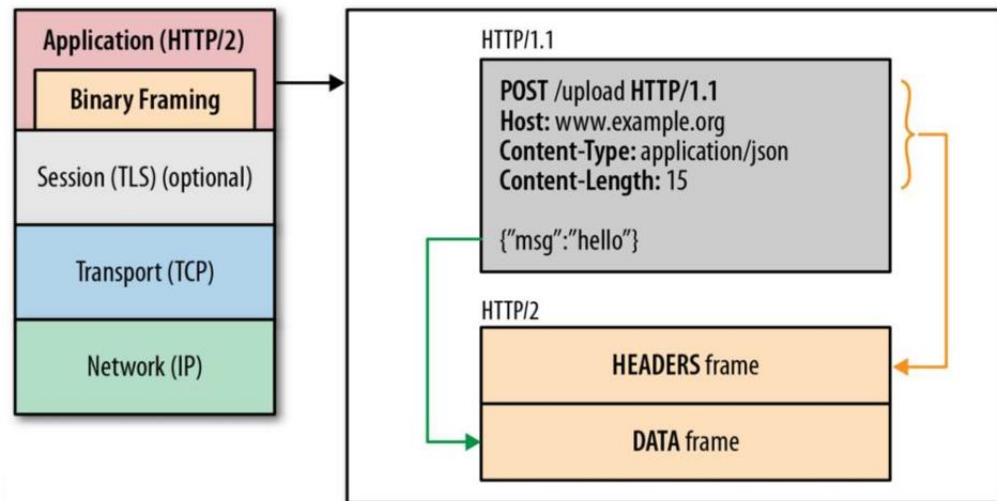 Application (HTTP/2)
Binary Framing
Session (TLS) (optional)
Transport (TCP)
Network (IP)
HTTP/1.1
POST /upload HTTP/1.1
Host: www.example.org
Content-Type: application/json
Content-Length: 15
{"msg":"hello"}
HTTP/2
HEADERS frame
DATA frame